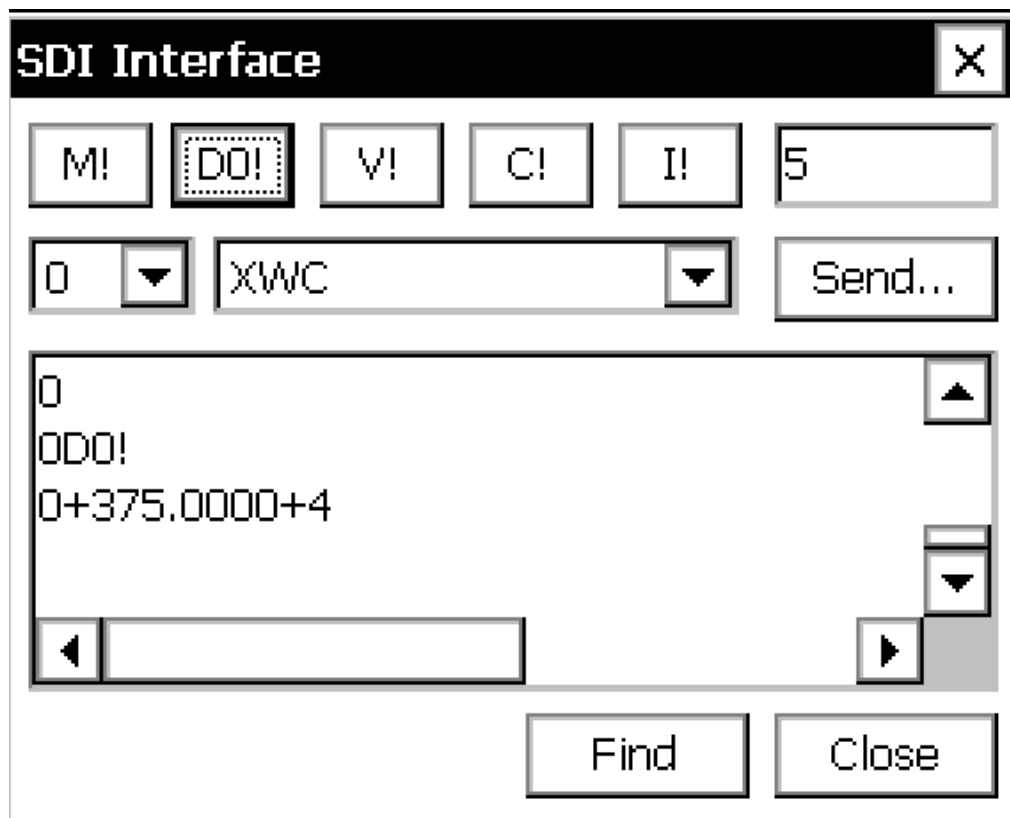 SDI Interface
M! D0! V! C! I! 5
0 XWC Send...
0
0D0!
0+375.0000+4
Find Close